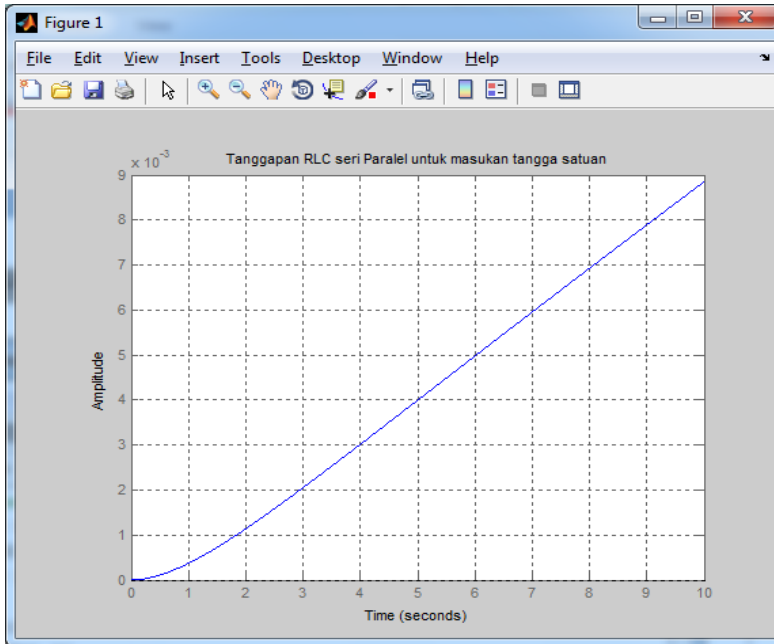 Figure 1
File Edit View Insert Tools Desktop Window Help
x 10^-3
Tanggapan RLC seri Paralel untuk masukan tangga satuan
9
8
7
6
5
4
3
2
1
0
Amplitude
0 1 2 3 4 5 6 7 8 9 10
Time (seconds)